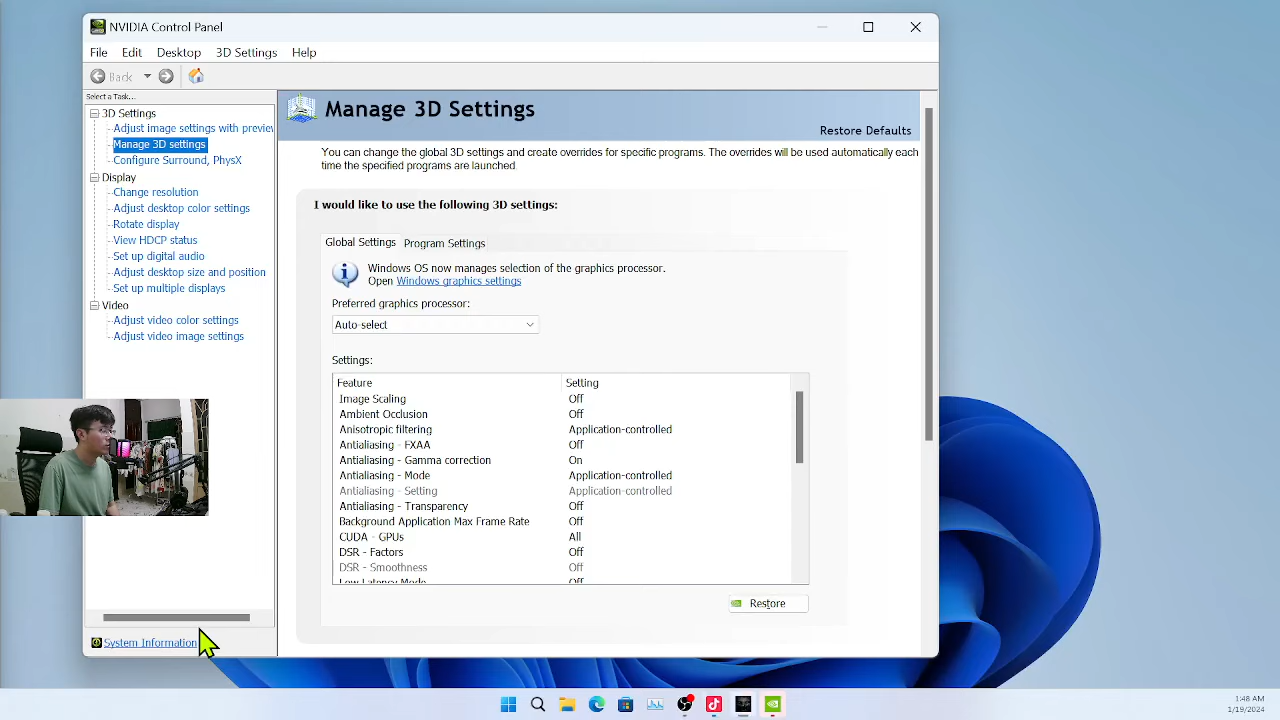 NVIDIA Control Panel
File Edit Desktop 3D Settings Help
Back
Select a Task...
3D Settings
Adjust image settings with preview
Manage 3D settings
Configure Surround, PhysX
Display
Change resolution
Adjust desktop color settings
Rotate display
View HDCP status
Set up digital audio
Adjust desktop size and position
Set up multiple displays
Video
Adjust video color settings
Adjust video image settings
System Information
Manage 3D Settings
Restore Defaults
You can change the global 3D settings and create overrides for specific programs. The overrides will be used automatically each
time the specified programs are launched.
I would like to use the following 3D settings:
Global Settings Program Settings
Windows OS now manages selection of the graphics processor.
Open Windows graphics settings
Preferred graphics processor:
Auto-select
Settings:
Feature Setting
Image Scaling Off
Ambient Occlusion Off
Anisotropic filtering Application-controlled
Antialiasing - FXAA Off
Antialiasing - Gamma correction On
Antialiasing - Mode Application-controlled
Antialiasing - Setting Application-controlled
Antialiasing - Transparency Off
Background Application Max Frame Rate Off
CUDA - GPUs All
DSR - Factors Off
DSR - Smoothness Off
Low Latency Mode Off
Restore
1:48 AM
1/19/2024